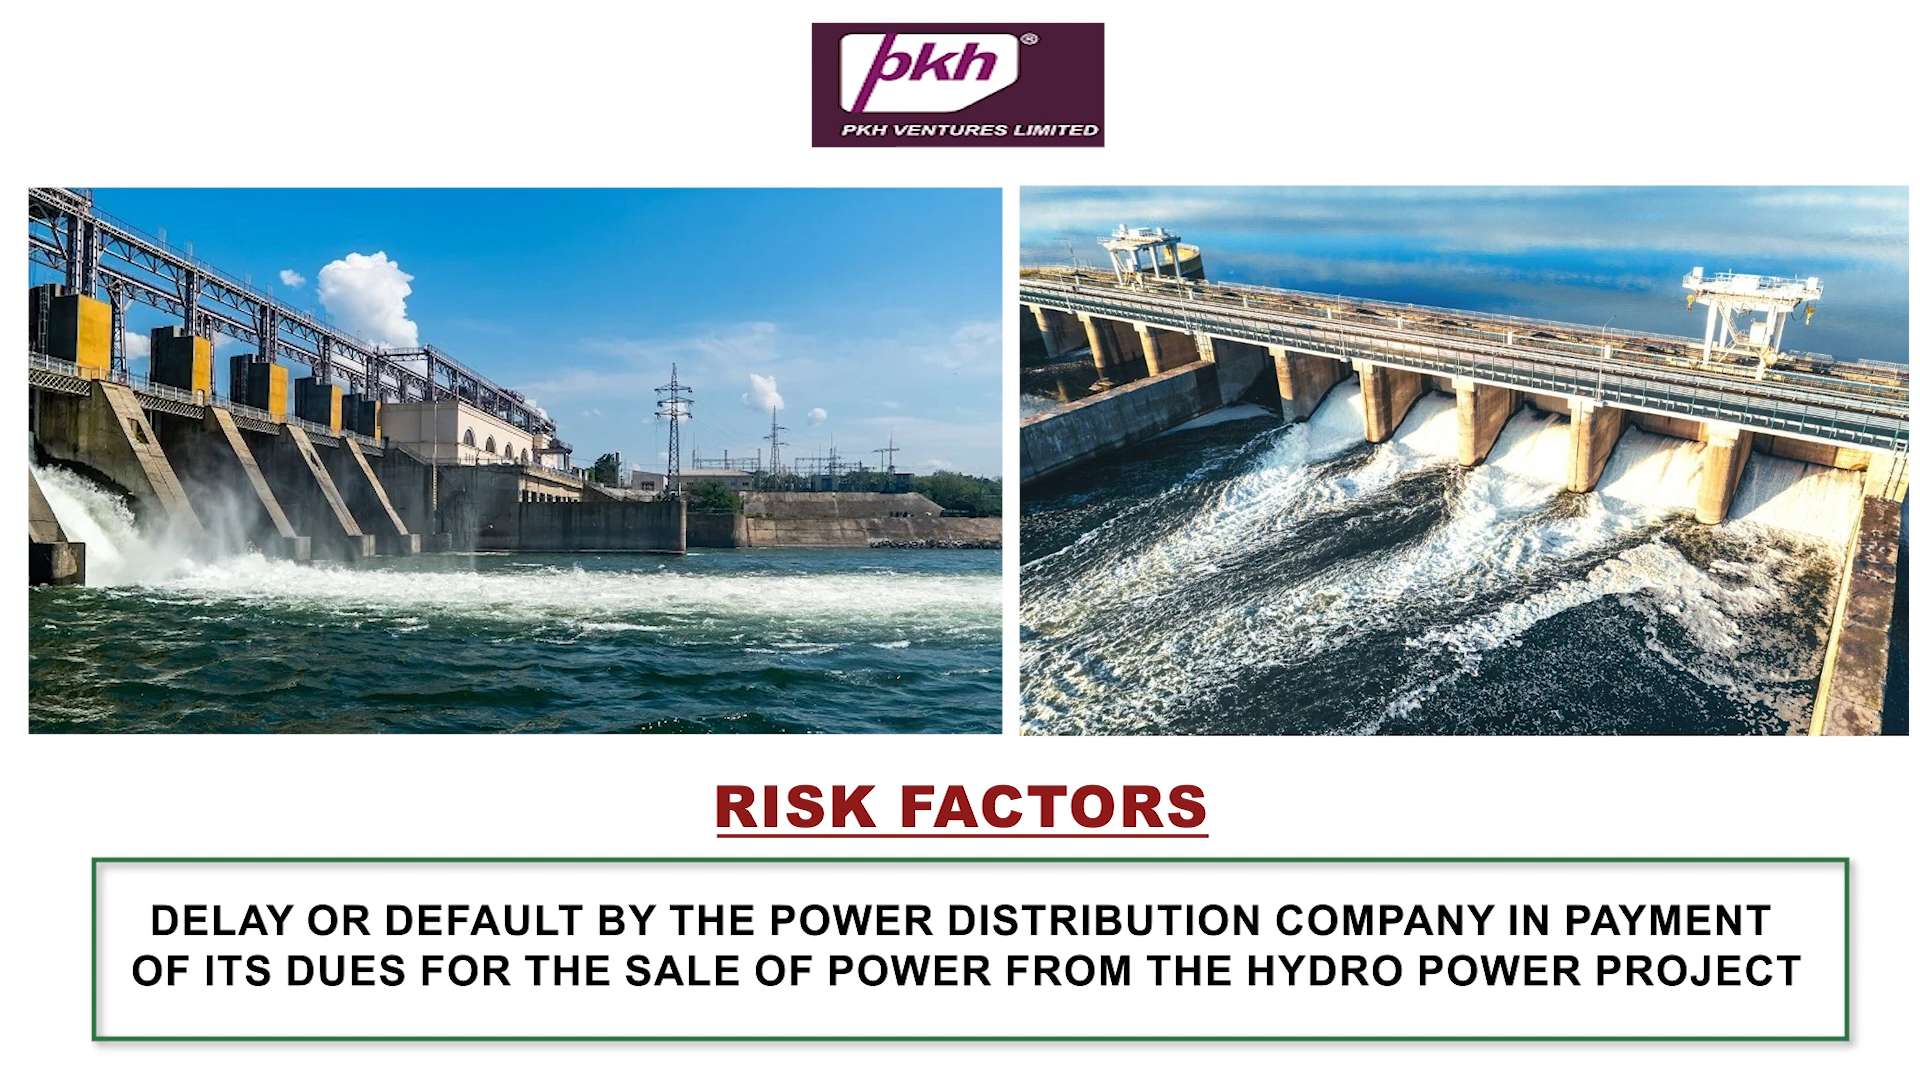 pkh®
PKH VENTURES LIMITED
RISK FACTORS
DELAY OR DEFAULT BY THE POWER DISTRIBUTION COMPANY IN PAYMENT
OF ITS DUES FOR THE SALE OF POWER FROM THE HYDRO POWER PROJECT